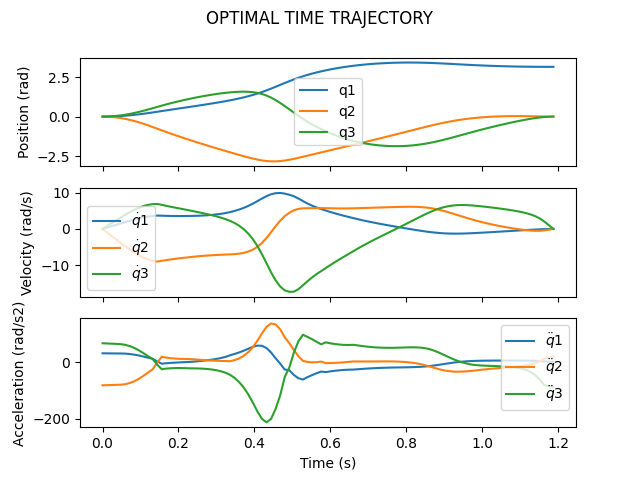 OPTIMAL TIME TRAJECTORY
Position (rad)
2.5
0.0
−2.5
q1
q2
q3
Velocity (rad/s)
10
0
−10
q̇1
q̇2
q̇3
Acceleration (rad/s2)
0
−200
q̈1
q̈2
q̈3
0.0 0.2 0.4 0.6 0.8 1.0 1.2
Time (s)